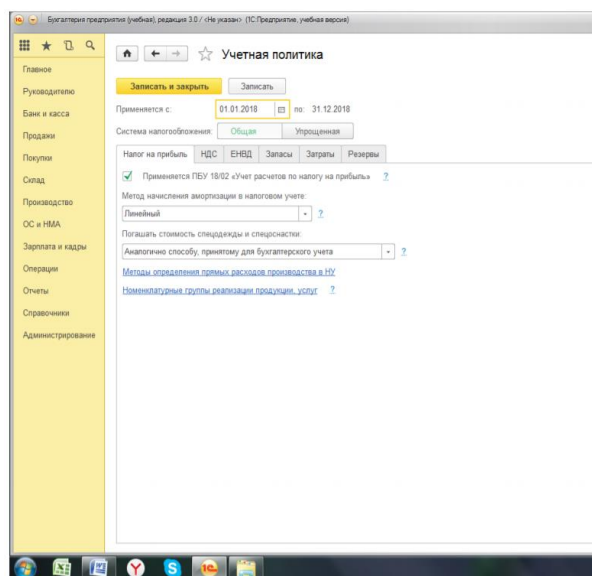 Бухгалтерия предприятия (учебная), редакция 3.0 / <Не указан> (1С:Предприятие, учебная версия)
Главное
Руководителю
Банк и касса
Продажи
Покупки
Склад
Производство
ОС и НМА
Зарплата и кадры
Операции
Отчеты
Справочники
Администрирование
Учетная политика
Записать и закрыть Записать
Применяется с: 01.01.2018 по: 31.12.2018
Система налогообложения: Общая Упрощенная
Налог на прибыль НДС ЕНВД Запасы Затраты Резервы
Применяется ПБУ 18/02 «Учет расчетов по налогу на прибыль» ?
Метод начисления амортизации в налоговом учете:
Линейный ?
Погашать стоимость спецодежды и спецоснастки:
Аналогично способу, принятому для бухгалтерского учета ?
Методы определения прямых расходов производства в НУ
Номенклатурные группы реализации продукции, услуг ?